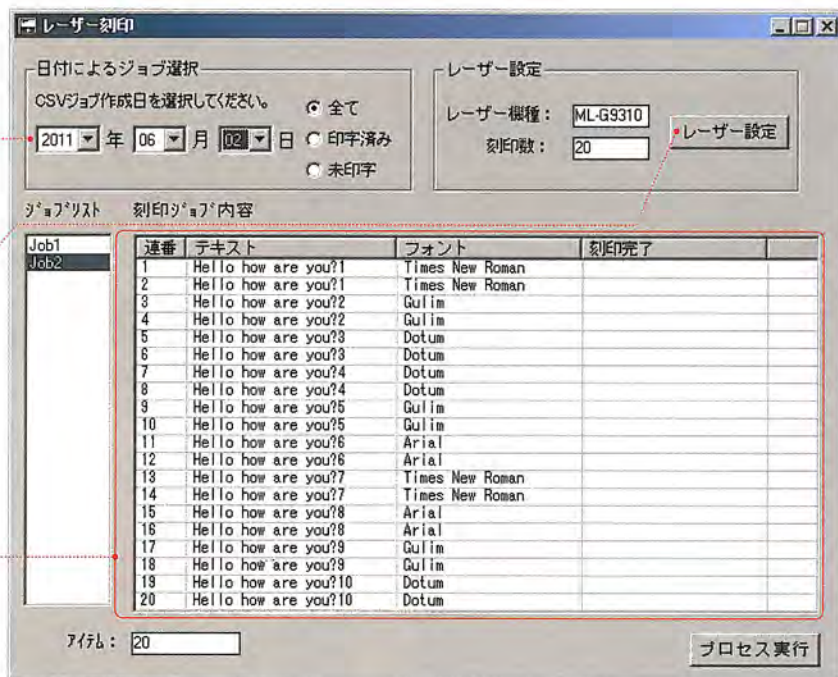 レーザー刻印
日付によるジョブ選択
CSVジョブ作成日を選択してください。
2011 年 06 月 02 日
全て
印字済み
未印字
レーザー設定
レーザー機種： ML-G9310
刻印数： 20
レーザー設定
ｼﾞｮﾌﾞﾘｽﾄ 刻印ｼﾞｮﾌﾞ内容
Job1
Job2
連番 テキスト フォント 刻印完了
1 Hello how are you?1 Times New Roman
2 Hello how are you?1 Times New Roman
3 Hello how are you?2 Gulim
4 Hello how are you?2 Gulim
5 Hello how are you?3 Dotum
6 Hello how are you?3 Dotum
7 Hello how are you?4 Dotum
8 Hello how are you?4 Dotum
9 Hello how are you?5 Gulim
10 Hello how are you?5 Gulim
11 Hello how are you?6 Arial
12 Hello how are you?6 Arial
13 Hello how are you?7 Times New Roman
14 Hello how are you?7 Times New Roman
15 Hello how are you?8 Arial
16 Hello how are you?8 Arial
17 Hello how are you?9 Gulim
18 Hello how are you?9 Gulim
19 Hello how are you?10 Dotum
20 Hello how are you?10 Dotum
ｱｲﾃﾑ： 20
プロセス実行